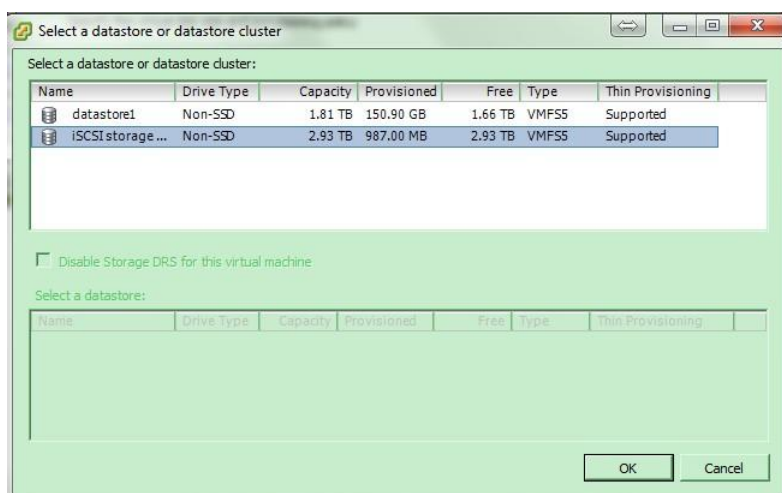 Select a datastore or datastore cluster
Select a datastore or datastore cluster:
Name Drive Type Capacity Provisioned Free Type Thin Provisioning
datastore1 Non-SSD 1.81 TB 150.90 GB 1.66 TB VMFS5 Supported
iSCSI storage ... Non-SSD 2.93 TB 987.00 MB 2.93 TB VMFS5 Supported
Disable Storage DRS for this virtual machine
Select a datastore:
Name Drive Type Capacity Provisioned Free Type Thin Provisioning
OK Cancel